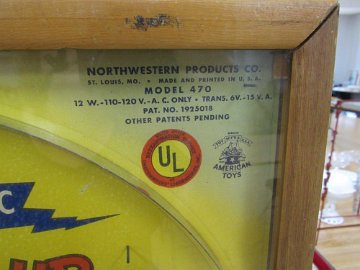 NORTHWESTERN PRODUCTS CO.
ST. LOUIS, MO. • MADE AND PRINTED IN U.S.A.
MODEL 470
12 W.-110-120 V.-A.C. ONLY • TRANS. 6V.-15 V.A.
PAT. NO. 1925018
OTHER PATENTS PENDING
UL
AMERICAN
TOYS
C